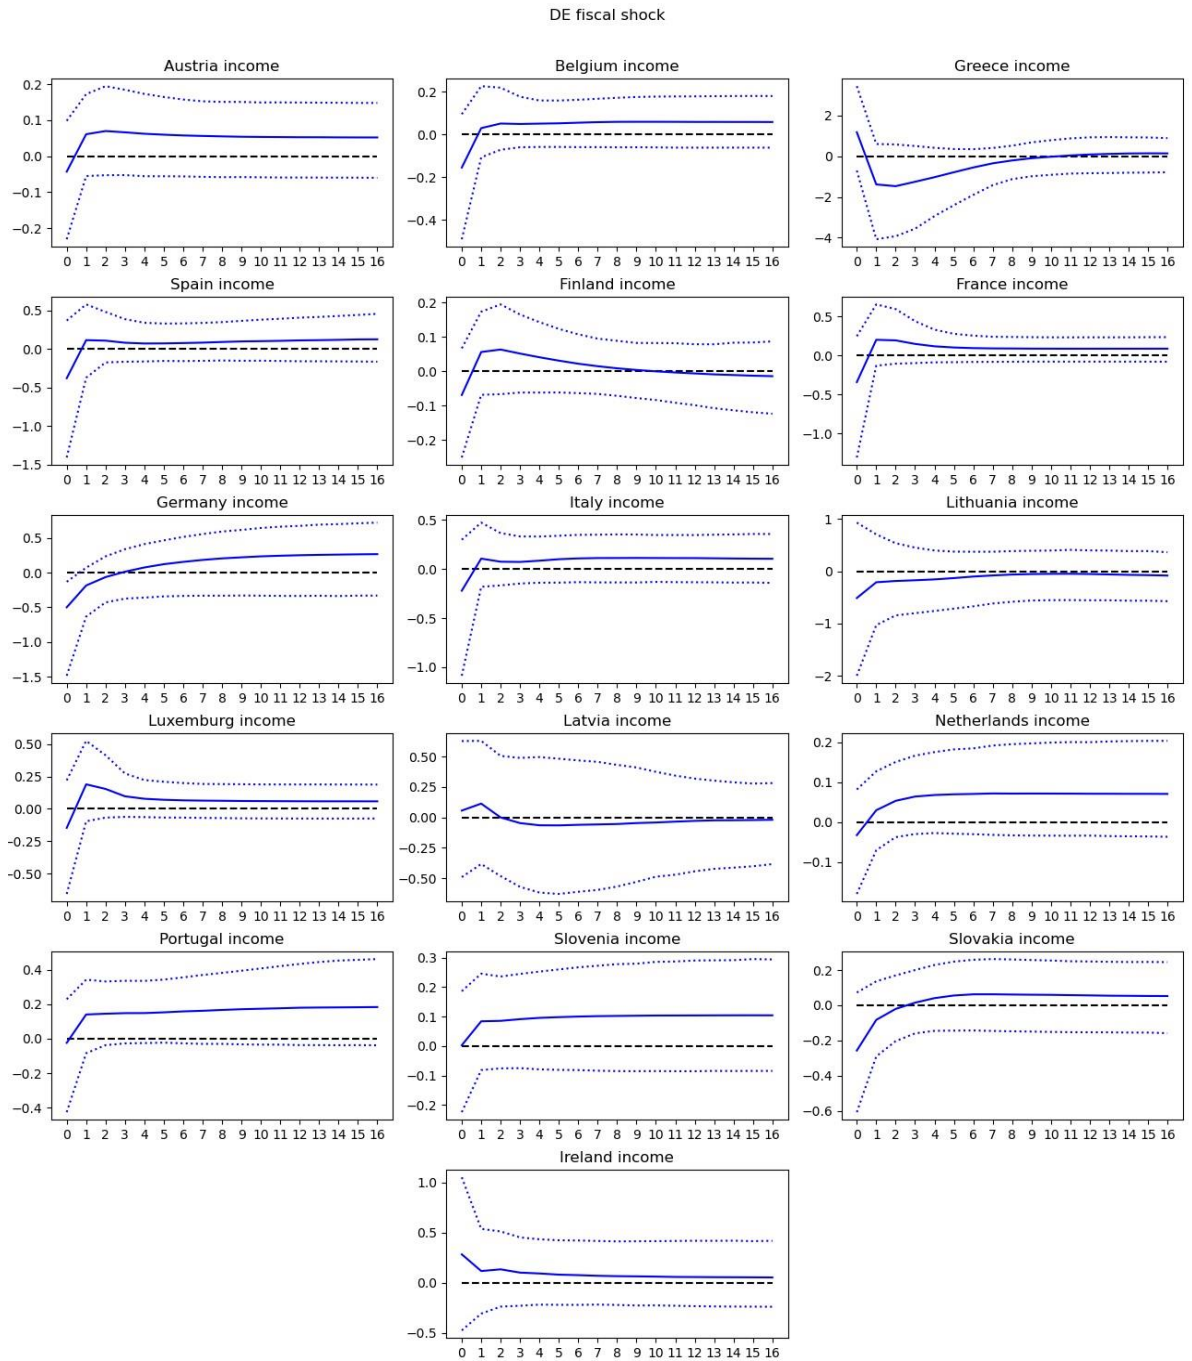 DE fiscal shock
Austria income
0.2
0.1
0.0
−0.1
−0.2
0 1 2 3 4 5 6 7 8 9 10 11 12 13 14 15 16
Belgium income
0.2
0.0
−0.2
−0.4
0 1 2 3 4 5 6 7 8 9 10 11 12 13 14 15 16
Greece income
2
0
−2
−4
0 1 2 3 4 5 6 7 8 9 10 11 12 13 14 15 16
Spain income
0.5
0.0
−0.5
−1.0
−1.5
0 1 2 3 4 5 6 7 8 9 10 11 12 13 14 15 16
Finland income
0.2
0.1
0.0
−0.1
−0.2
0 1 2 3 4 5 6 7 8 9 10 11 12 13 14 15 16
France income
0.5
0.0
−0.5
−1.0
0 1 2 3 4 5 6 7 8 9 10 11 12 13 14 15 16
Germany income
0.5
0.0
−0.5
−1.0
−1.5
0 1 2 3 4 5 6 7 8 9 10 11 12 13 14 15 16
Italy income
0.5
0.0
−0.5
−1.0
0 1 2 3 4 5 6 7 8 9 10 11 12 13 14 15 16
Lithuania income
1
0
−1
−2
0 1 2 3 4 5 6 7 8 9 10 11 12 13 14 15 16
Luxemburg income
0.50
0.25
0.00
−0.25
−0.50
0 1 2 3 4 5 6 7 8 9 10 11 12 13 14 15 16
Latvia income
0.50
0.25
0.00
−0.25
−0.50
0 1 2 3 4 5 6 7 8 9 10 11 12 13 14 15 16
Netherlands income
0.2
0.1
0.0
−0.1
0 1 2 3 4 5 6 7 8 9 10 11 12 13 14 15 16
Portugal income
0.4
0.2
0.0
−0.2
−0.4
0 1 2 3 4 5 6 7 8 9 10 11 12 13 14 15 16
Slovenia income
0.3
0.2
0.1
0.0
−0.1
−0.2
0 1 2 3 4 5 6 7 8 9 10 11 12 13 14 15 16
Slovakia income
0.2
0.0
−0.2
−0.4
−0.6
0 1 2 3 4 5 6 7 8 9 10 11 12 13 14 15 16
Ireland income
1.0
0.5
0.0
−0.5
0 1 2 3 4 5 6 7 8 9 10 11 12 13 14 15 16